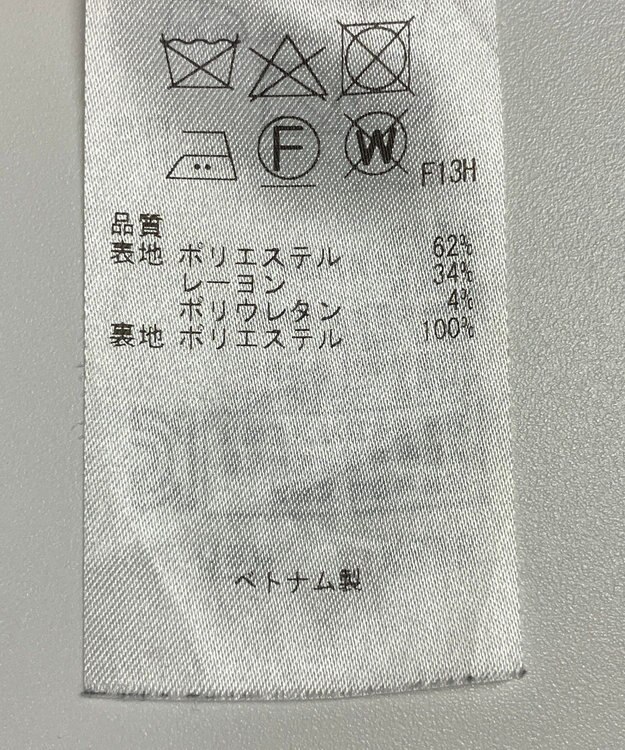 F W F13H
品質
表地 ポリエステル 62%
レーヨン 34%
ポリウレタン 4%
裏地 ポリエステル 100%
ベトナム製